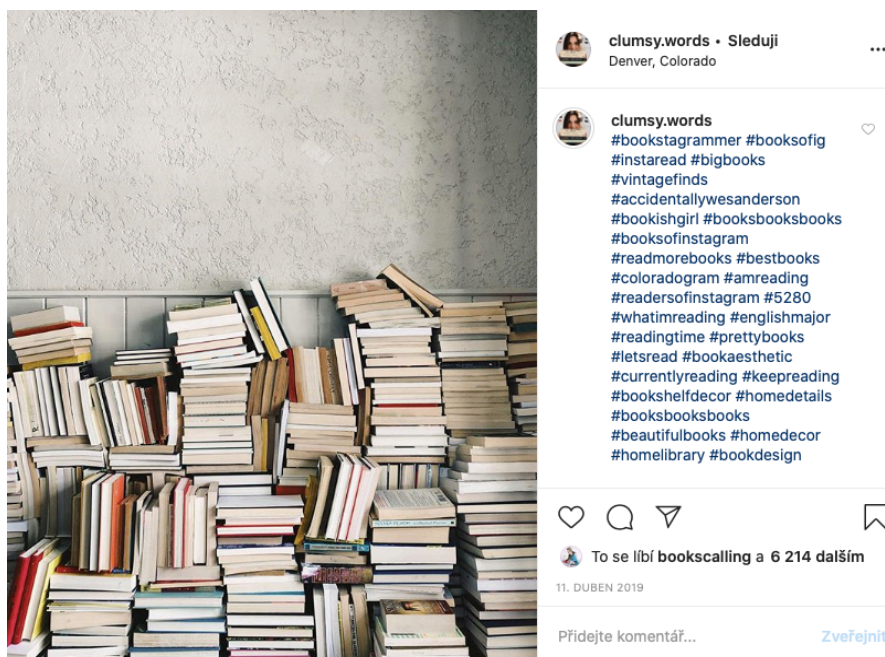 clumsy.words • Sleduji
Denver, Colorado
clumsy.words
#bookstagrammer #booksofig
#instaread #bigbooks
#vintagefinds
#accidentallywesanderson
#bookishgirl #booksbooksbooks
#booksofinstagram
#readmorebooks #bestbooks
#coloradogram #amreading
#readersofinstagram #5280
#whatimreading #englishmajor
#readingtime #prettybooks
#letsread #bookaesthetic
#currentlyreading #keepreading
#bookshelfdecor #homedetails
#booksbooksbooks
#beautifulbooks #homedecor
#homelibrary #bookdesign
To se líbí bookscalling a 6 214 dalším
11. DUBEN 2019
Přidejte komentář... Zveřejnit